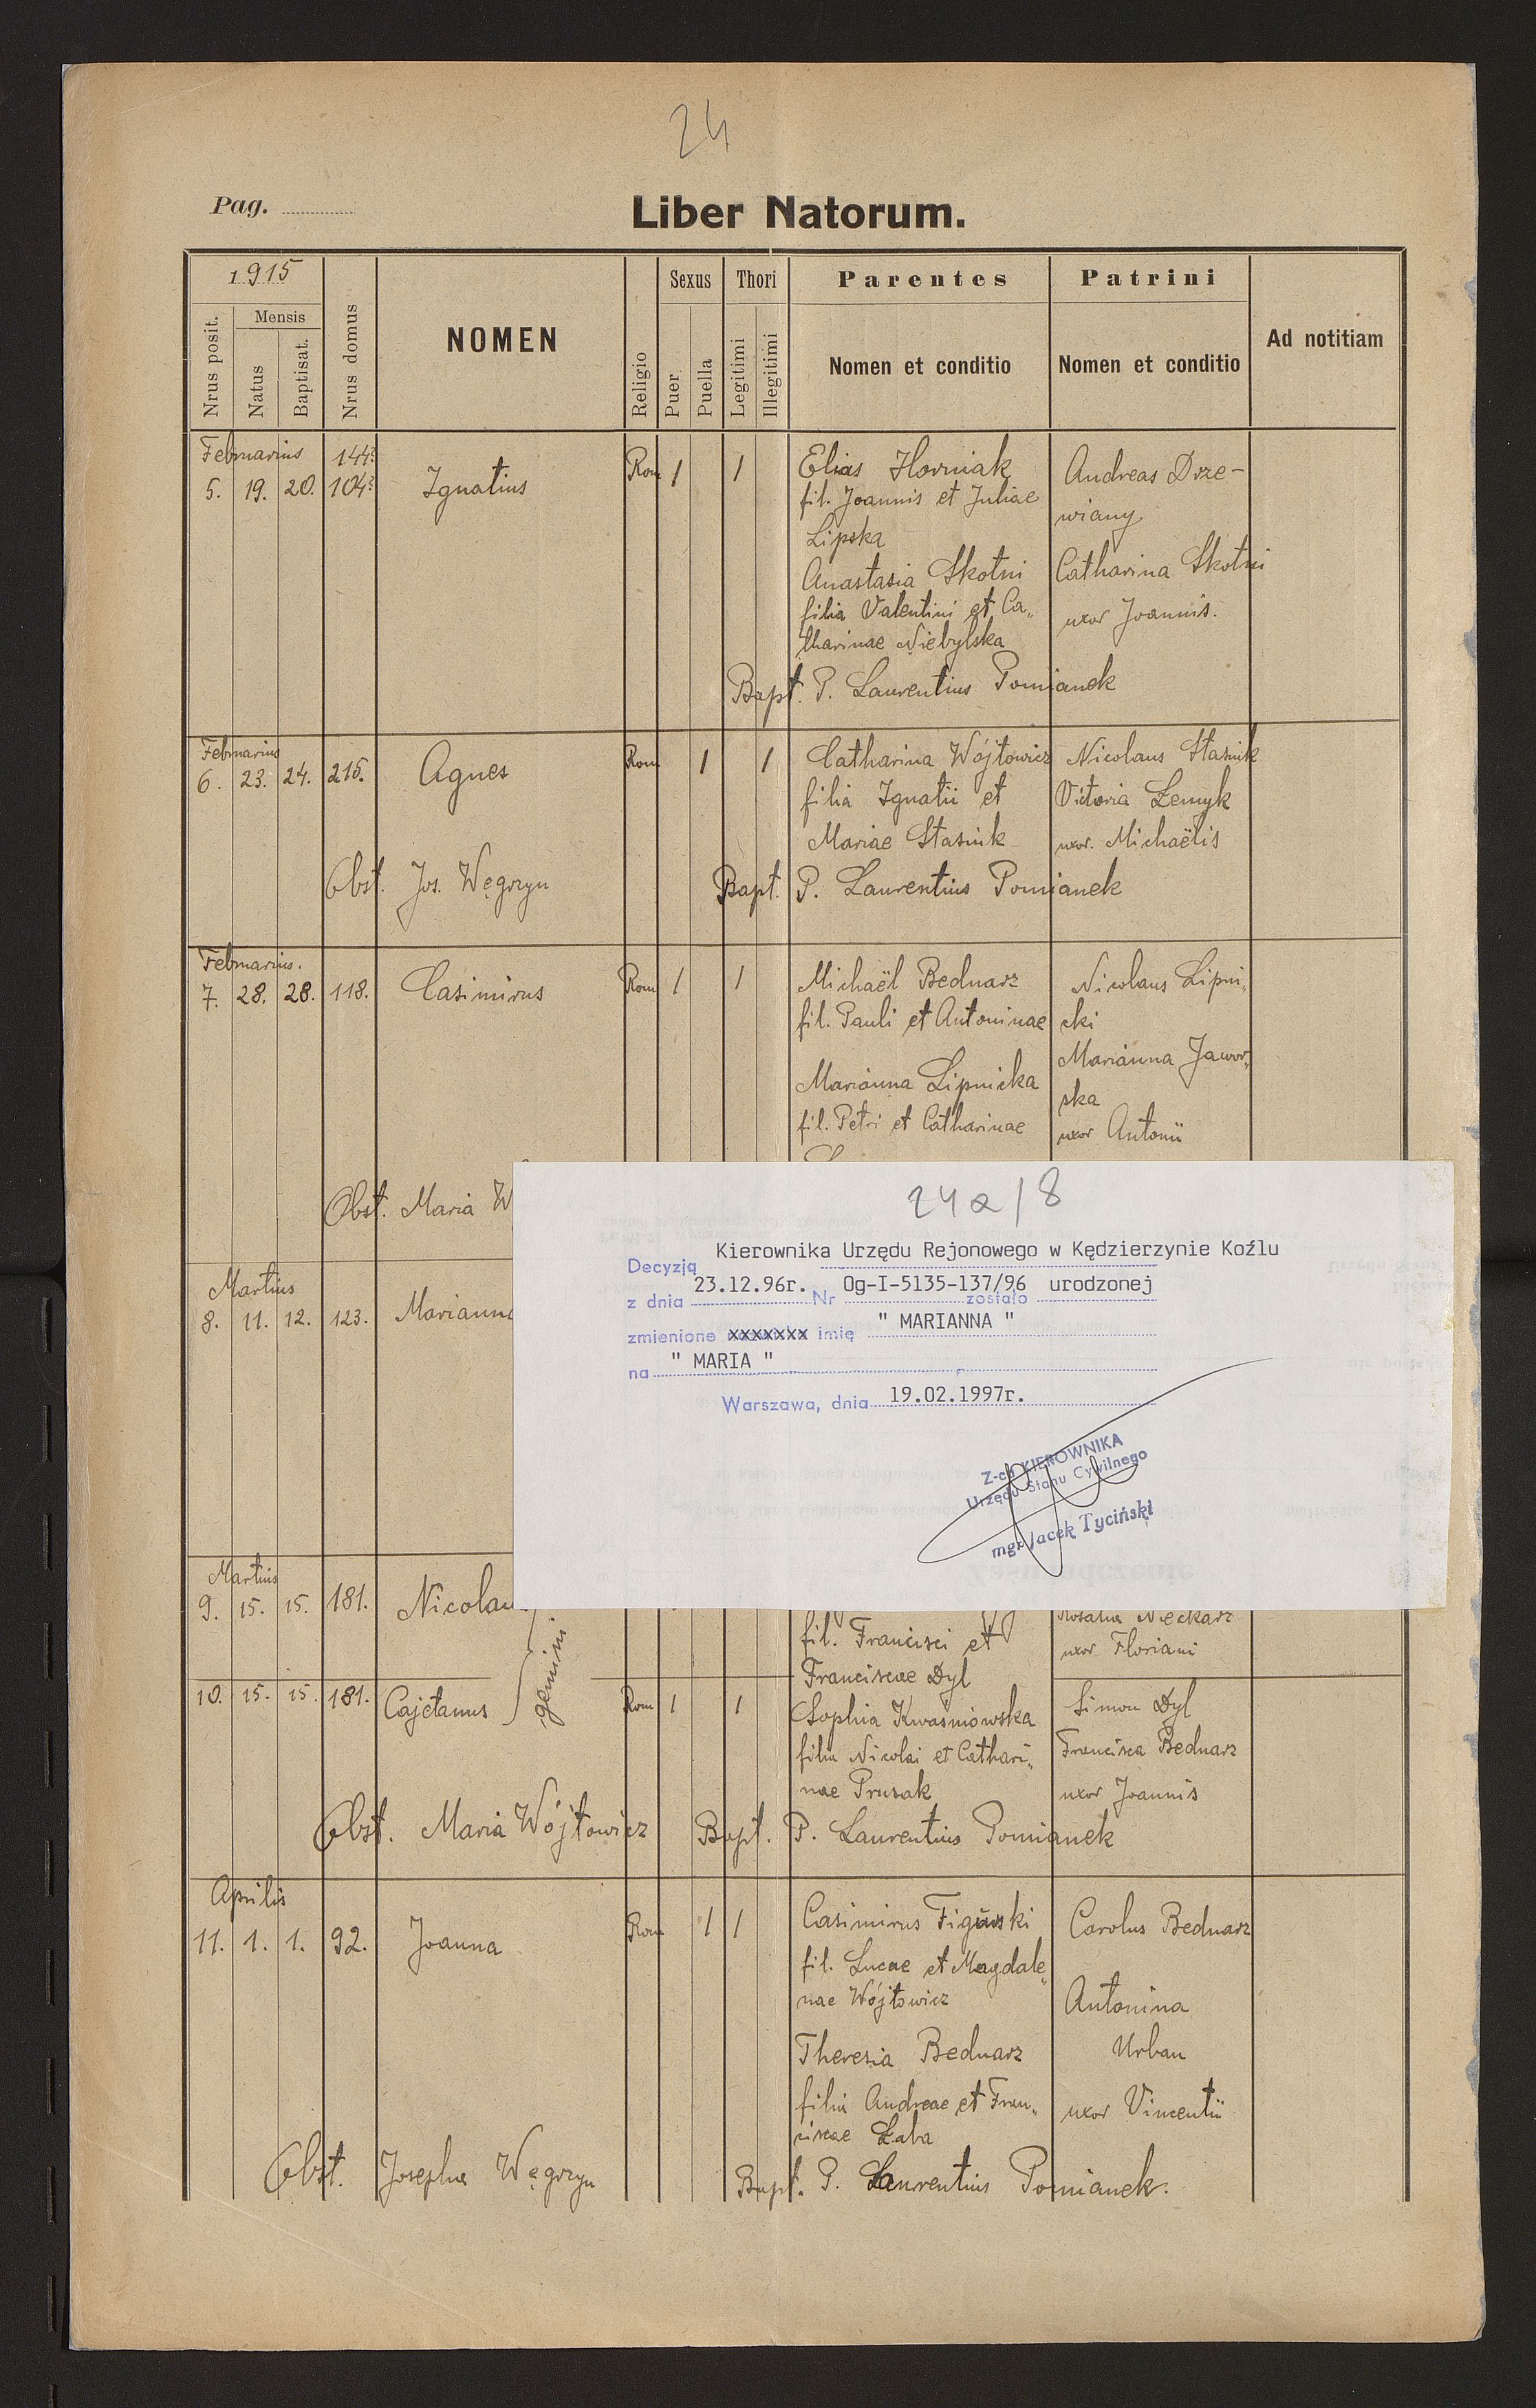 24
Pag.
Liber Natorum.
1915
Nrus posit.
Mensis
Natus
Baptisat.
Nrus domus
NOMEN
Religio
Sexus
Puer
Puella
Thori
Legitimi
Illegitimi
Parentes
Nomen et conditio
Patrini
Nomen et conditio
Ad notitiam
Februarius 144?
5. 19. 20. 104? Ignatius Rom 1 1 Elias Horniak Andreas Drze-
fil. Joannis et Juliae wiany
Lipska
Anastasia Skotni Catharina Skotni
filia Valentini et Ca„ uxor Joannis.
tharinae Niebylska
Bapt. P. Laurentius Pomianek
Februarius
6. 23. 24. 215. Agnes Rom 1 1 Catharina Wójtowicz Nicolaus Stasiuk
filia Ignatii et Victoria Łemyk
Mariae Stasiuk uxor. Michaëlis
Obst. Jos. Węgrzyn Bapt. P. Laurentius Pomianek
Februarius.
7. 28. 28. 118. Casimirus Rom 1 1 Michaël Bednarz Nicolaus Lipni„
fil. Pauli et Antoninae cki
Marianna Lipnicka Marianna Jawor„
ska
fil. Petri et Catharinae uxor Antonii
Obst. Maria W
24a/8
Kierownika Urzędu Rejonowego w Kędzierzynie Koźlu
Decyzją
z dnia 23.12.96r. Nr Og-I-5135-137/96 zostało urodzonej
zmienione xxxxxxx imię " MARIANNA "
na " MARIA "
Warszawa, dnia 19.02.1997r.
Z-ca KIEROWNIKA
Urzędu Stanu Cywilnego
mgr Jacek Tyciński
Martius
8. 11. 12. 123. Marianna
Martius
9. 15. 15. 181. Nicolau
gemini
Rosalia Nieckarz
fil. Francisci et uxor Floriani
Franciscae Dyl
10. 15. 15. 181. Cajetanus Rom 1 1 Sophia Kwasniowska Simon Dyl
filia Nicolai et Cathari„ Francisca Bednarz
nae Prusak uxor Joannis
Obst. Maria Wójtowicz Bapt. P. Laurentius Pomianek
Aprilis
11. 1. 1. 92. Joanna Rom 1 1 Casimirus Figurski Carolus Bednarz
fil. Lucae et Magdale„
nae Wójtowicz Antonina
Theresia Bednarz Urban
filia Andreae et Fran„ uxor Vincentii
ciscae Łaba
Obst. Josepha Węgrzyn Bapt. P. Laurentius Pomianek.